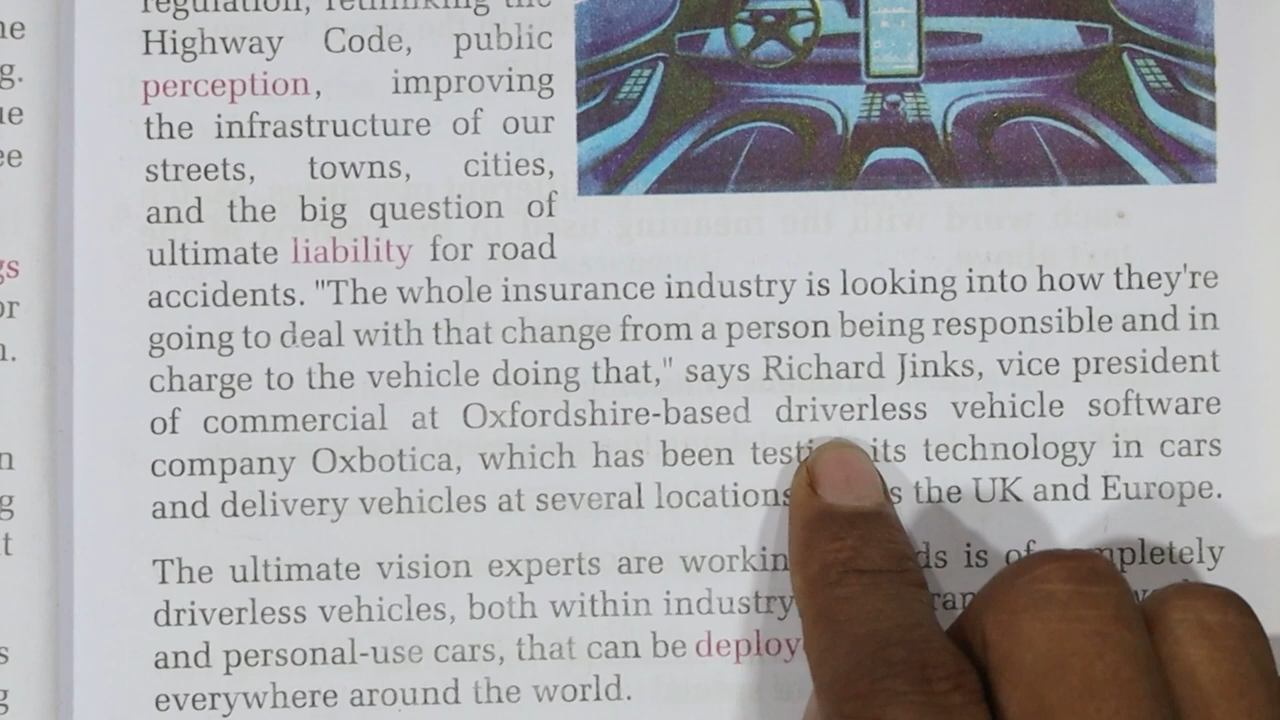 Highway Code, public
perception, improving
the infrastructure of our
streets, towns, cities,
and the big question of
ultimate liability for road
accidents. "The whole insurance industry is looking into how they're
going to deal with that change from a person being responsible and in
charge to the vehicle doing that," says Richard Jinks, vice president
of commercial at Oxfordshire-based driverless vehicle software
company Oxbotica, which has been its technology in cars
and delivery vehicles at several locations the UK and Europe.
The ultimate vision experts are is of
driverless vehicles, both within industry
and personal-use cars, that can be
everywhere around the world.